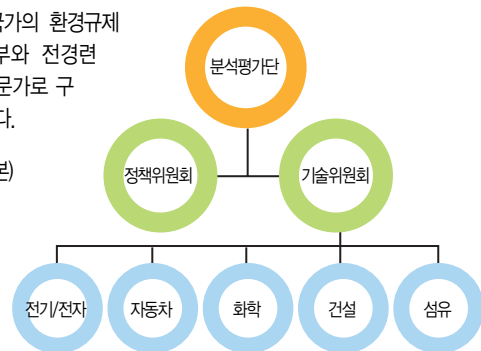 가의 환경규제
부와 전경련
문가로 구
다.
본)
분석평가단
정책위원회
기술위원회
전기/전자
자동차
화학
건설
섬유